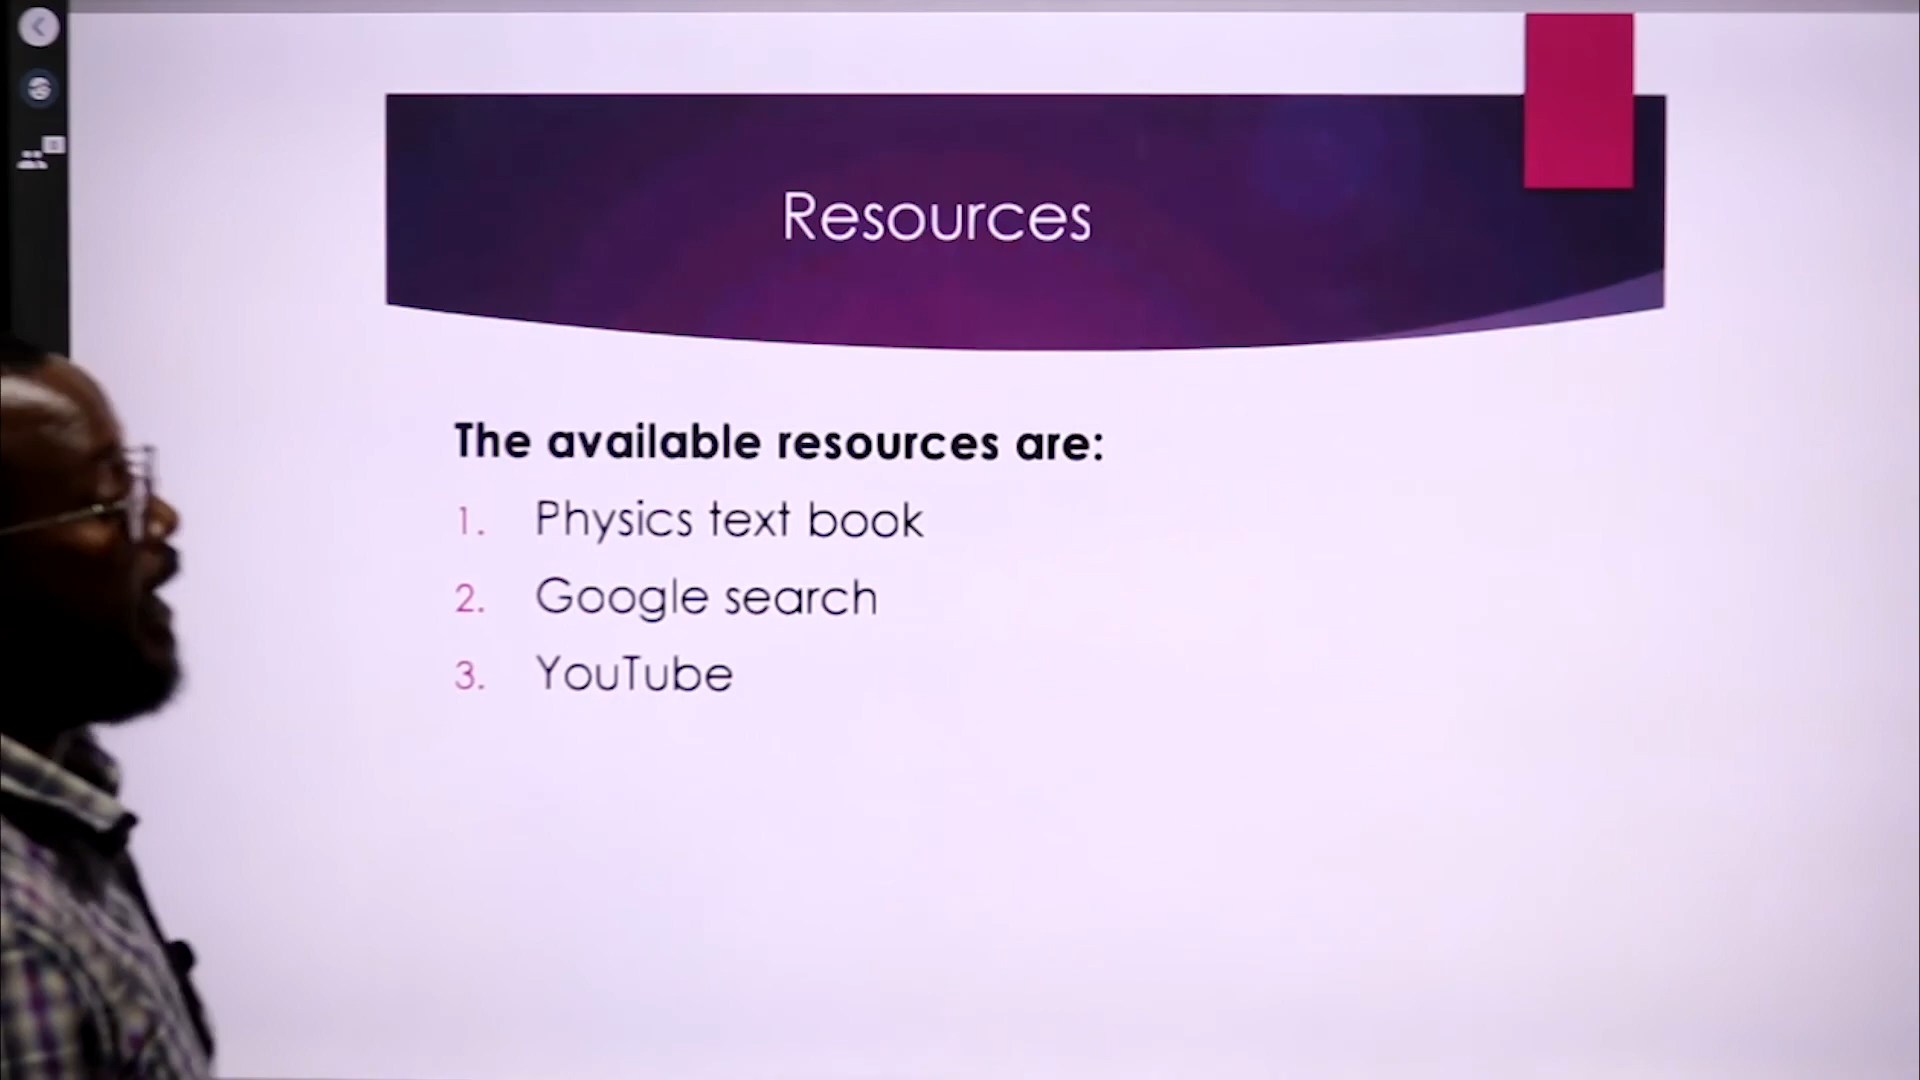 Resources
The available resources are:
1. Physics text book
2. Google search
3. YouTube